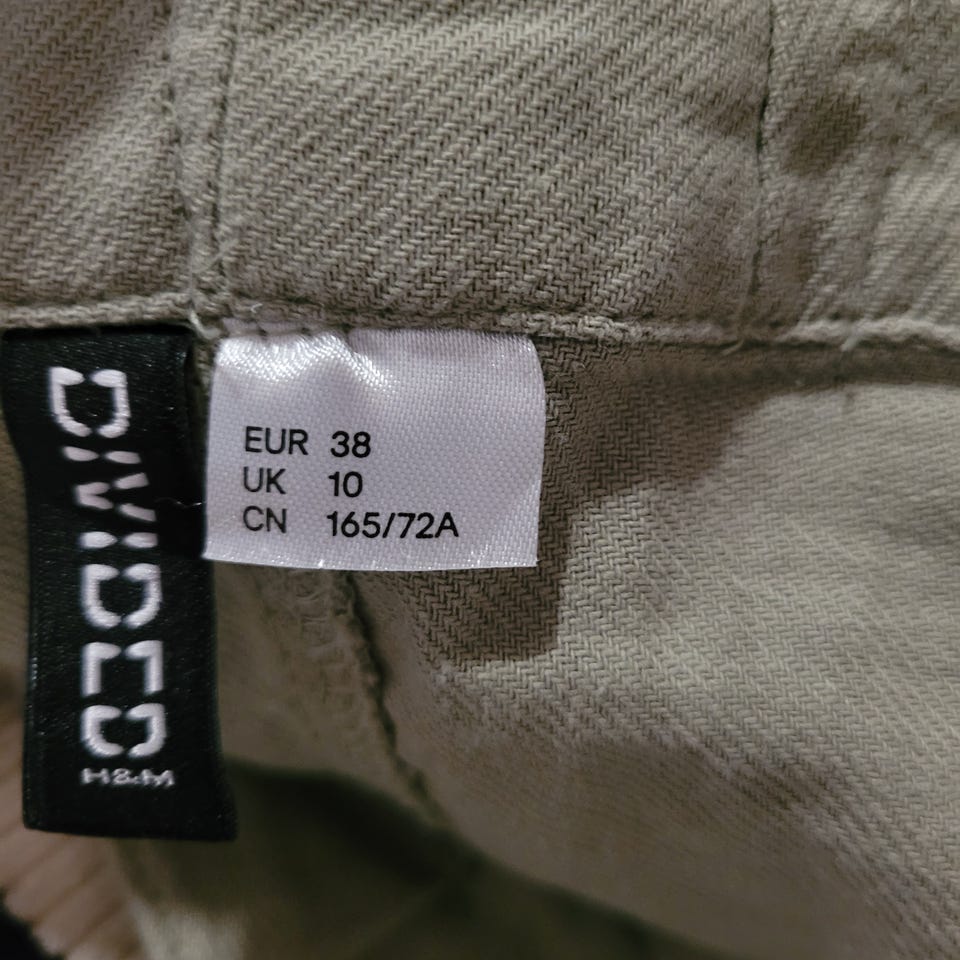 DIVIDED
H&M
EUR 38
UK 10
CN 165/72A